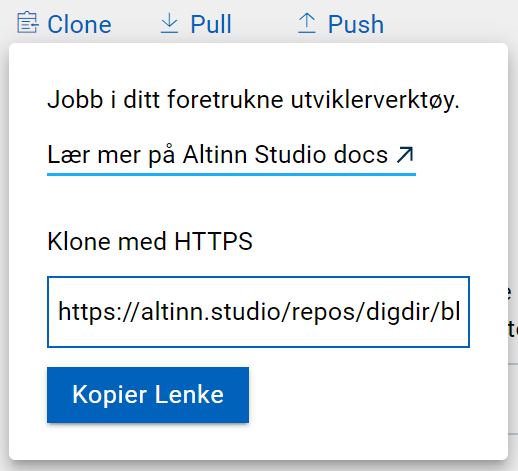 Clone Pull Push
Jobb i ditt foretrukne utviklerverktøy.
Lær mer på Altinn Studio docs
Klone med HTTPS
https://altinn.studio/repos/digdir/bl
Kopier Lenke